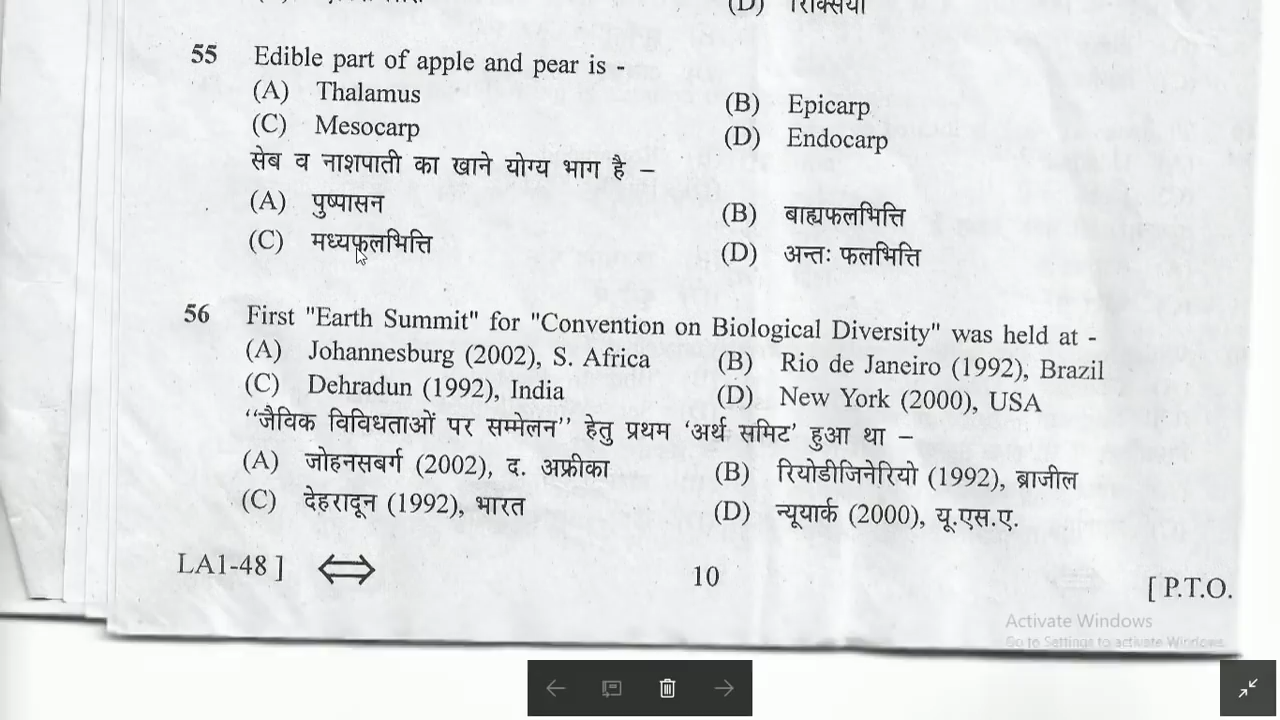 (D) रिक्सिया
55 Edible part of apple and pear is -
(A) Thalamus (B) Epicarp
(C) Mesocarp (D) Endocarp
सेब व नाशपाती का खाने योग्य भाग है –
(A) पुष्पासन (B) बाह्यफलभित्ति
(C) मध्यफलभित्ति (D) अन्तः फलभित्ति
56 First "Earth Summit" for "Convention on Biological Diversity" was held at -
(A) Johannesburg (2002), S. Africa (B) Rio de Janeiro (1992), Brazil
(C) Dehradun (1992), India (D) New York (2000), USA
‘‘जैविक विविधताओं पर सम्मेलन’’ हेतु प्रथम ‘अर्थ समिट’ हुआ था –
(A) जोहनसबर्ग (2002), द. अफ्रीका (B) रियोडीजिनेरियो (1992), ब्राजील
(C) देहरादून (1992), भारत (D) न्यूयार्क (2000), यू.एस.ए.
LA1-48 ] 10 [ P.T.O.
Activate Windows
Go to Settings to activate Windows.